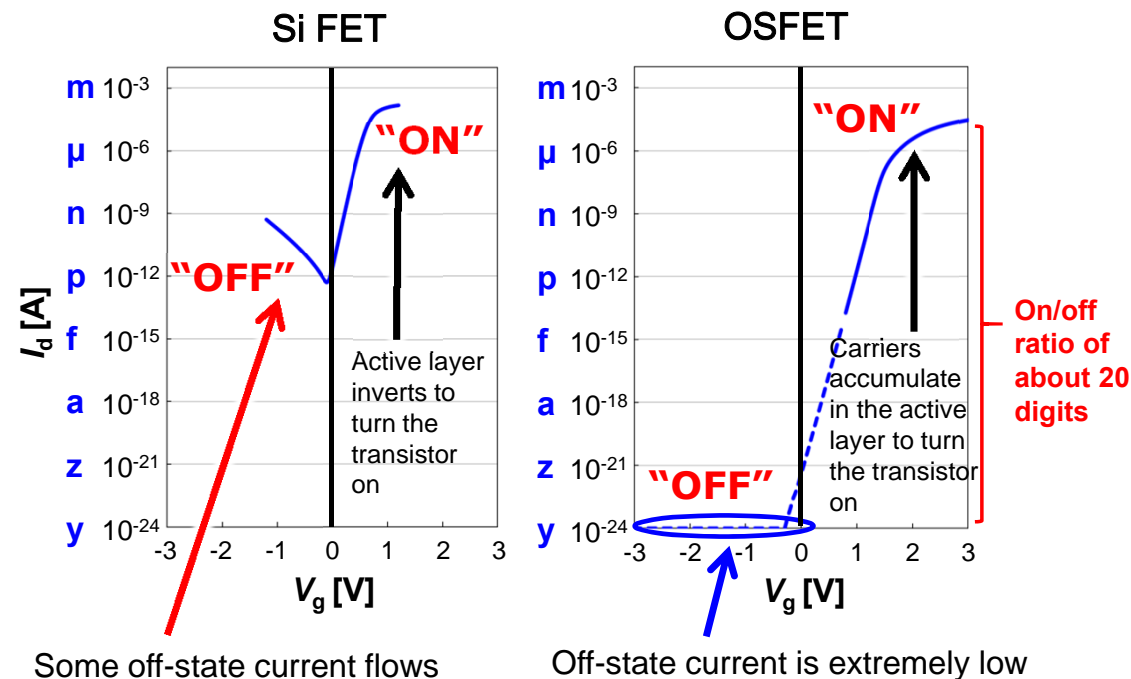 Si FET
OSFET
m 10-3
µ 10-6
n 10-9
p 10-12
f 10-15
a 10-18
z 10-21
y 10-24
Id [A]
-3 -2 -1 0 1 2 3
Vg [V]
"ON"
"OFF"
Active layer
inverts to
turn the
transistor
on
Some off-state current flows
m 10-3
µ 10-6
n 10-9
p 10-12
f 10-15
a 10-18
z 10-21
y 10-24
-3 -2 -1 0 1 2 3
Vg [V]
"ON"
"OFF"
Carriers
accumulate
in the active
layer to turn
the transistor
on
On/off
ratio of
about 20
digits
Off-state current is extremely low